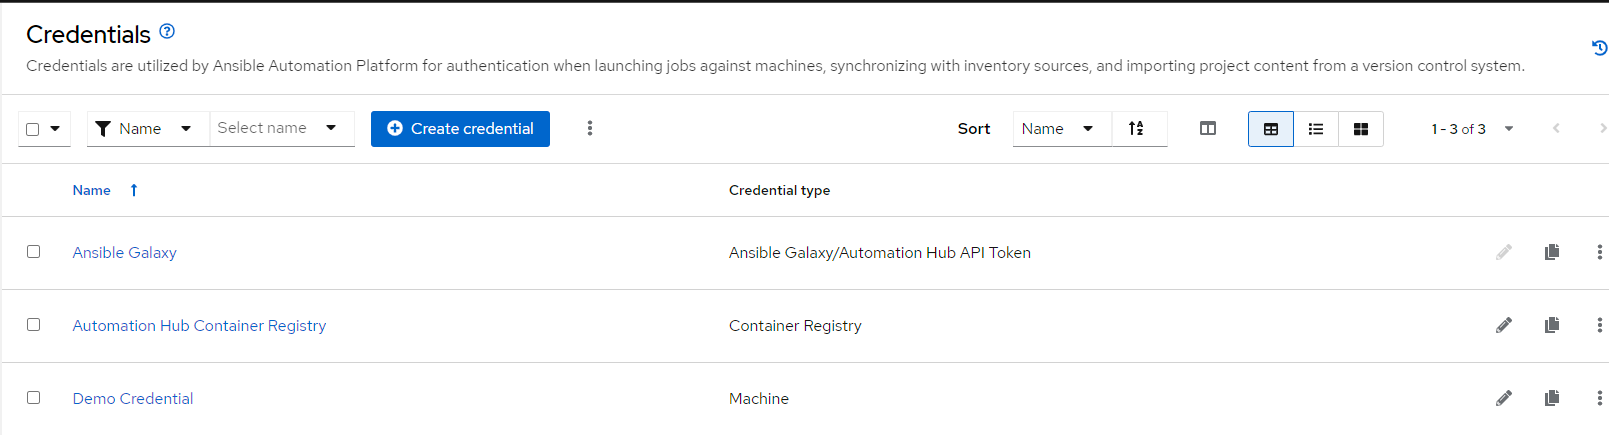 Credentials
Credentials are utilized by Ansible Automation Platform for authentication when launching jobs against machines, synchronizing with inventory sources, and importing project content from a version control system.
Name Select name Create credential Sort Name 1 - 3 of 3
Name Credential type
Ansible Galaxy Ansible Galaxy/Automation Hub API Token
Automation Hub Container Registry Container Registry
Demo Credential Machine